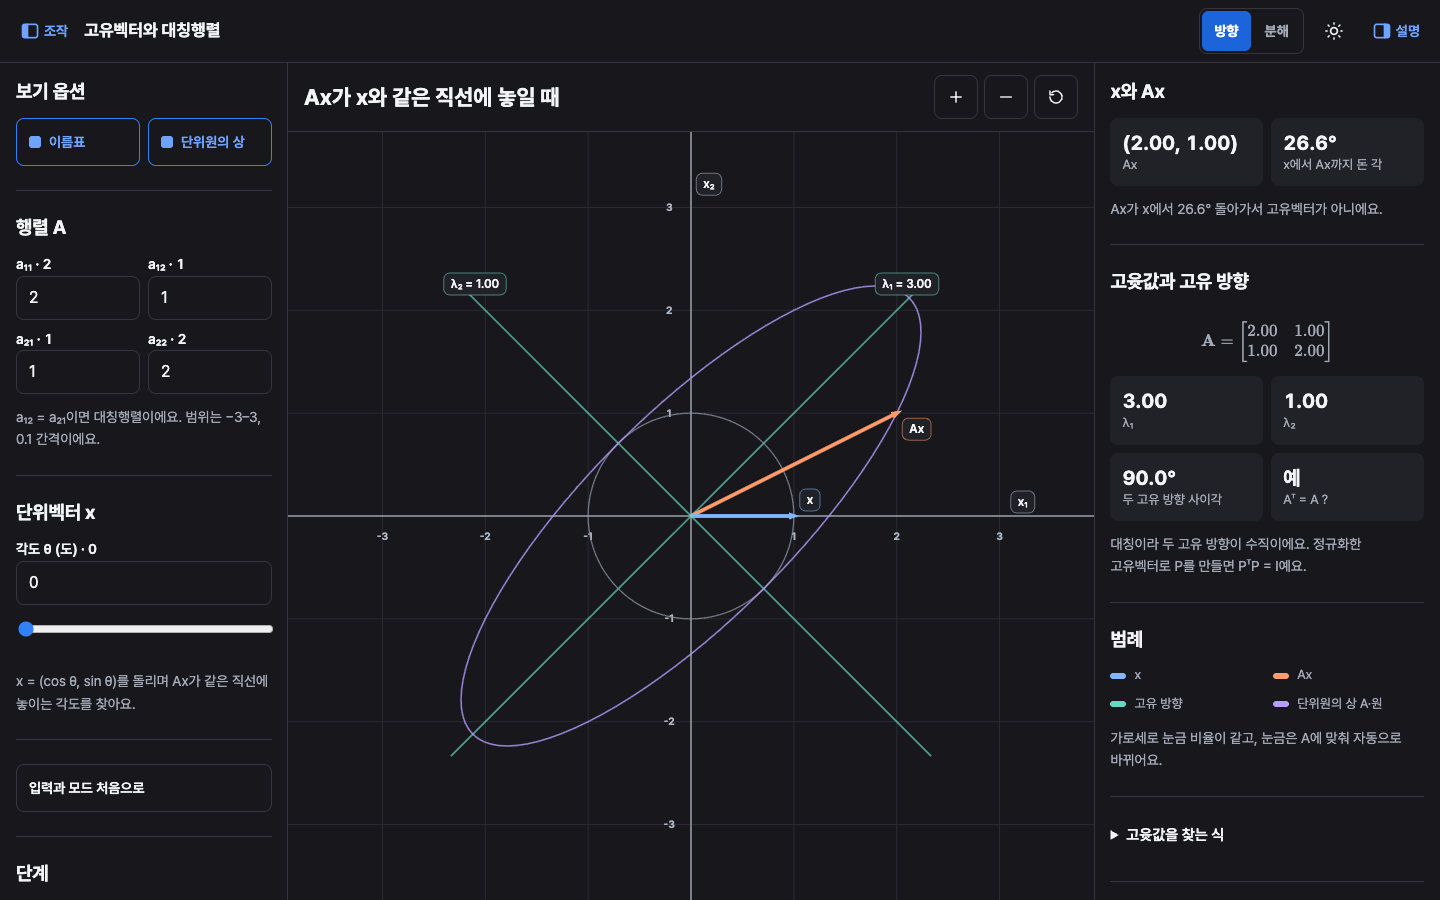 조작
고유벡터와 대칭행렬
방향
분해
설명
보기 옵션
이름표
단위원의 상
행렬 A
a₁₁ · 2
a₁₂ · 1
2
1
a₂₁ · 1
a₂₂ · 2
1
2
a₁₂ = a₂₁이면 대칭행렬이에요. 범위는 −3–3,
0.1 간격이에요.
단위벡터 x
각도 θ (도) · 0
0
x = (cos θ, sin θ)를 돌리며 Ax가 같은 직선에
놓이는 각도를 찾아요.
입력과 모드 처음으로
단계
Ax가 x와 같은 직선에 놓일 때
x₂
3
λ₂ = 1.00
λ₁ = 3.00
2
1
Ax
x
x₁
-3
-2
-1
1
2
3
-1
-2
-3
x와 Ax
(2.00, 1.00)
Ax
26.6°
x에서 Ax까지 돈 각
Ax가 x에서 26.6° 돌아가서 고유벡터가 아니에요.
고윳값과 고유 방향
A = [2.00 1.00
1.00 2.00]
3.00
λ₁
1.00
λ₂
90.0°
두 고유 방향 사이각
예
Aᵀ = A ?
대칭이라 두 고유 방향이 수직이에요. 정규화한
고유벡터로 P를 만들면 PᵀP = I예요.
범례
x
Ax
고유 방향
단위원의 상 A·원
가로세로 눈금 비율이 같고, 눈금은 A에 맞춰 자동으로
바뀌어요.
고윳값을 찾는 식